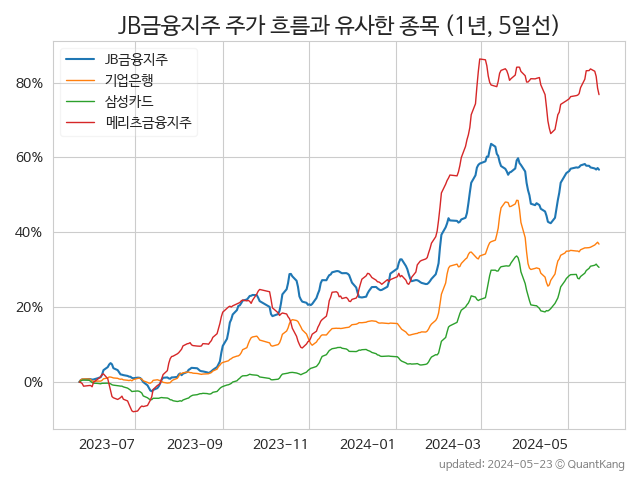 JB금융지주 주가 흐름과 유사한 종목 (1년, 5일선)
JB금융지주
기업은행
삼성카드
메리츠금융지주
80%
60%
40%
20%
0%
2023-07
2023-09
2023-11
2024-01
2024-03
2024-05
updated: 2024-05-23 © QuantKang